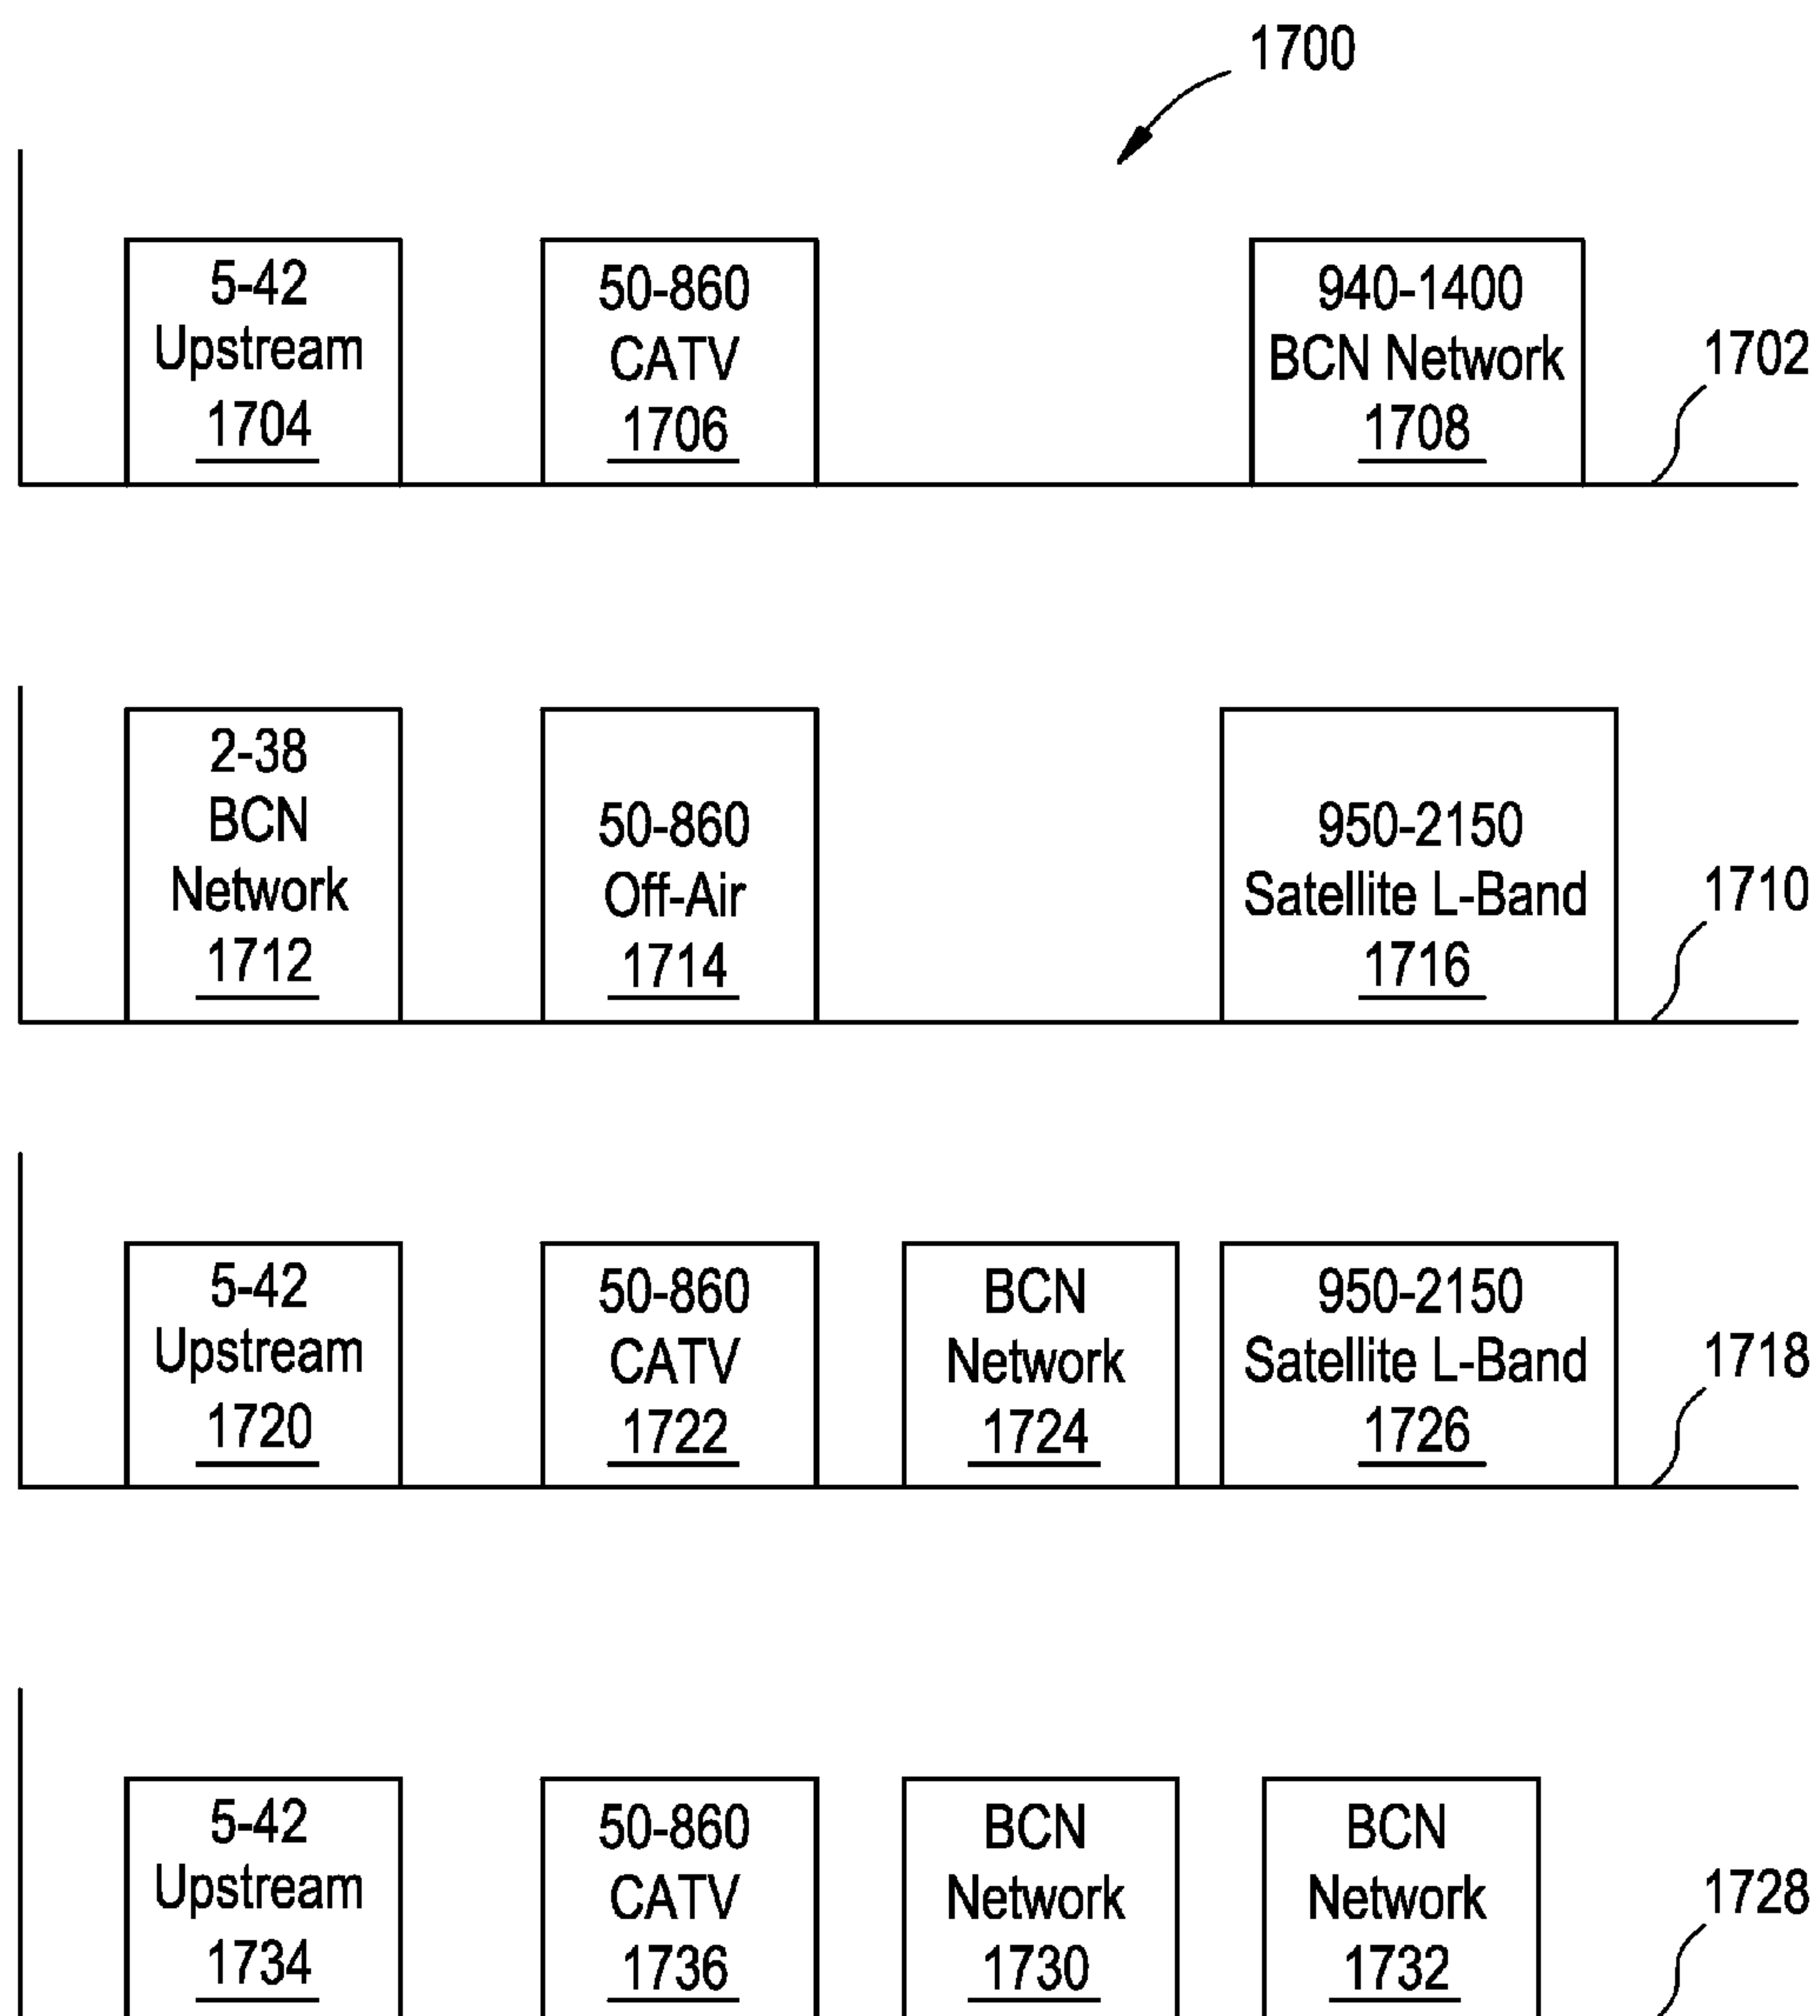 1700
5-42
Upstream
1704
50-860
CATV
1706
940-1400
BCN Network
1708
1702
2-38
BCN
Network
1712
50-860
Off-Air
1714
950-2150
Satellite L-Band
1716
1710
5-42
Upstream
1720
50-860
CATV
1722
BCN
Network
1724
950-2150
Satellite L-Band
1726
1718
5-42
Upstream
1734
50-860
CATV
1736
BCN
Network
1730
BCN
Network
1732
1728